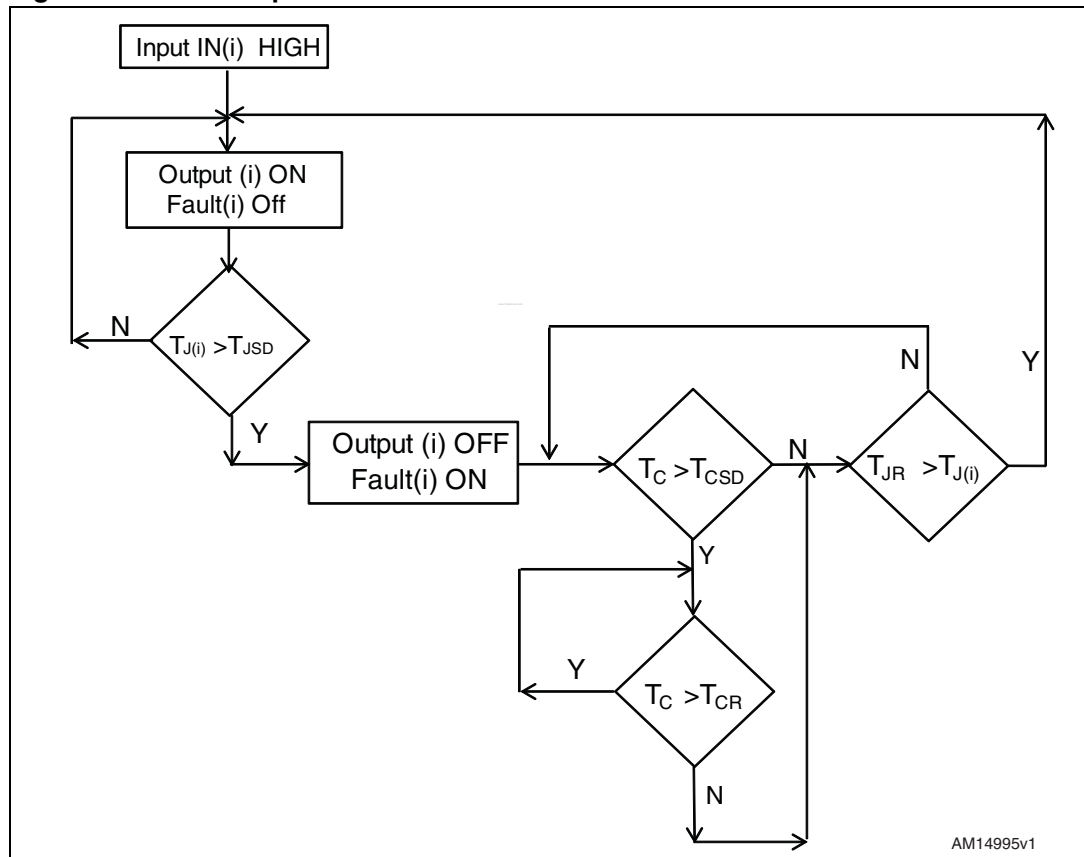 Input IN(i) HIGH
Output (i) ON
Fault(i) Off
N
TJ(i) >TJSD
Y
Output (i) OFF
Fault(i) ON
TC >TCSD
N
N
TJR >TJ(i)
Y
Y
TC >TCR
Y
N
AM14995v1